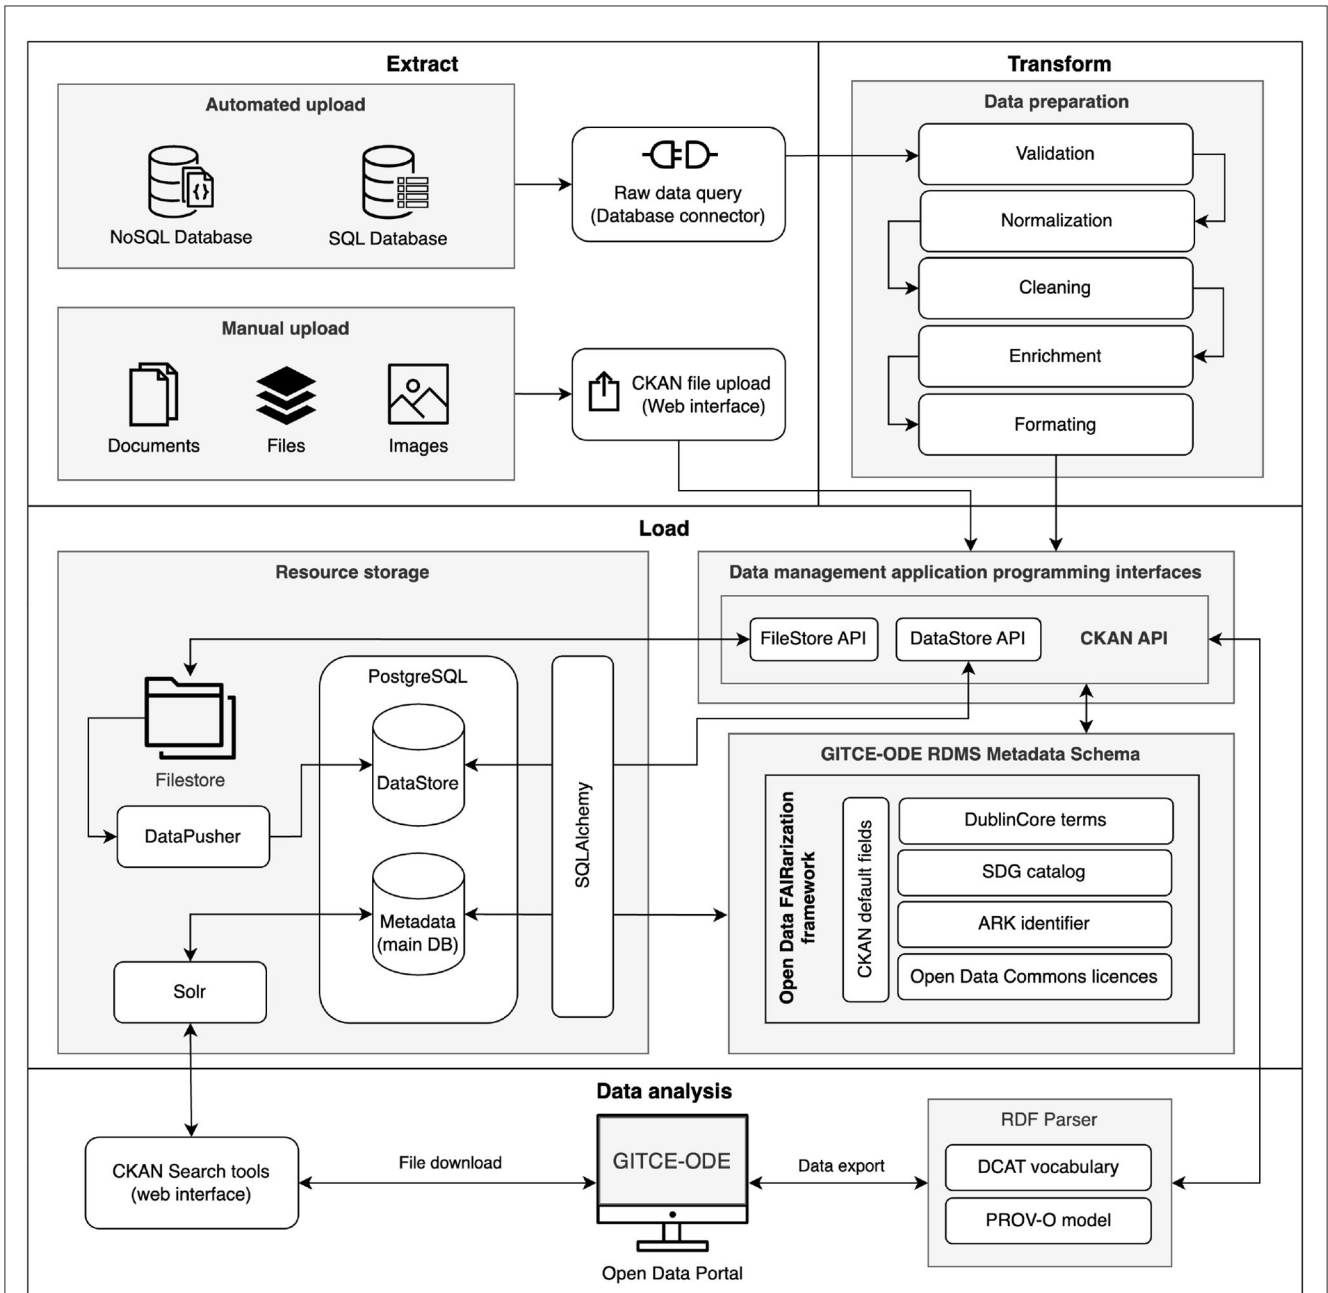 Extract
Automated upload
NoSQL Database
SQL Database
Raw data query
(Database connector)
Manual upload
Documents
Files
Images
CKAN file upload
(Web interface)
Transform
Data preparation
Validation
Normalization
Cleaning
Enrichment
Formating
Load
Resource storage
Filestore
DataPusher
Solr
PostgreSQL
DataStore
Metadata
(main DB)
SQLAlchemy
Data management application programming interfaces
FileStore API
DataStore API
CKAN API
GITCE-ODE RDMS Metadata Schema
Open Data FAIRarization
framework
CKAN default fields
DublinCore terms
SDG catalog
ARK identifier
Open Data Commons licences
Data analysis
CKAN Search tools
(web interface)
File download
GITCE-ODE
Open Data Portal
Data export
RDF Parser
DCAT vocabulary
PROV-O model